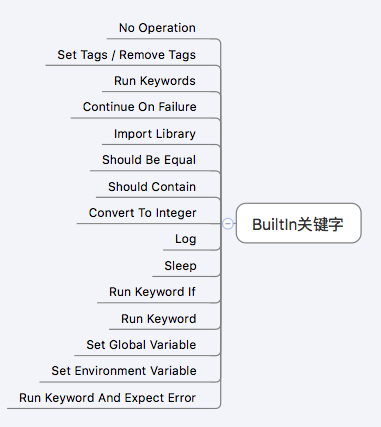 No Operation
Set Tags / Remove Tags
Run Keywords
Continue On Failure
Import Library
Should Be Equal
Should Contain
Convert To Integer
Log
Sleep
Run Keyword If
Run Keyword
Set Global Variable
Set Environment Variable
Run Keyword And Expect Error
BuiltIn关键字